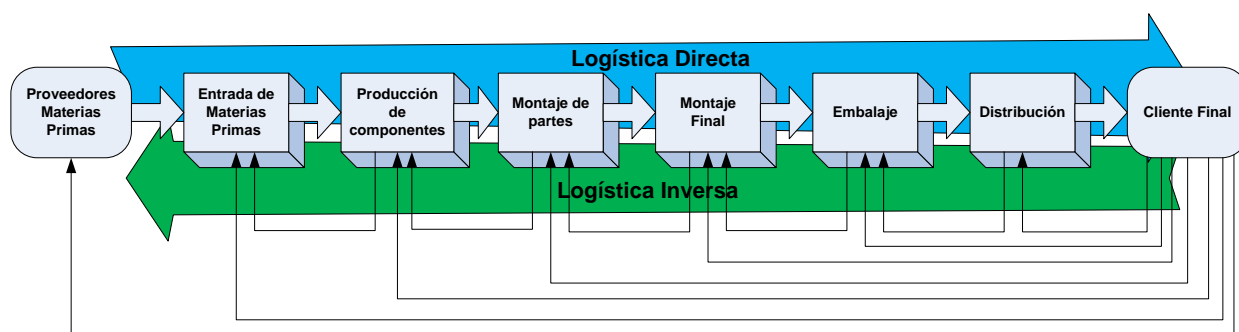 Logística Directa
Proveedores
Materias
Primas
Entrada de
Materias
Primas
Producción
de
componentes
Montaje de
partes
Montaje
Final
Embalaje
Distribución
Cliente Final
Logística Inversa